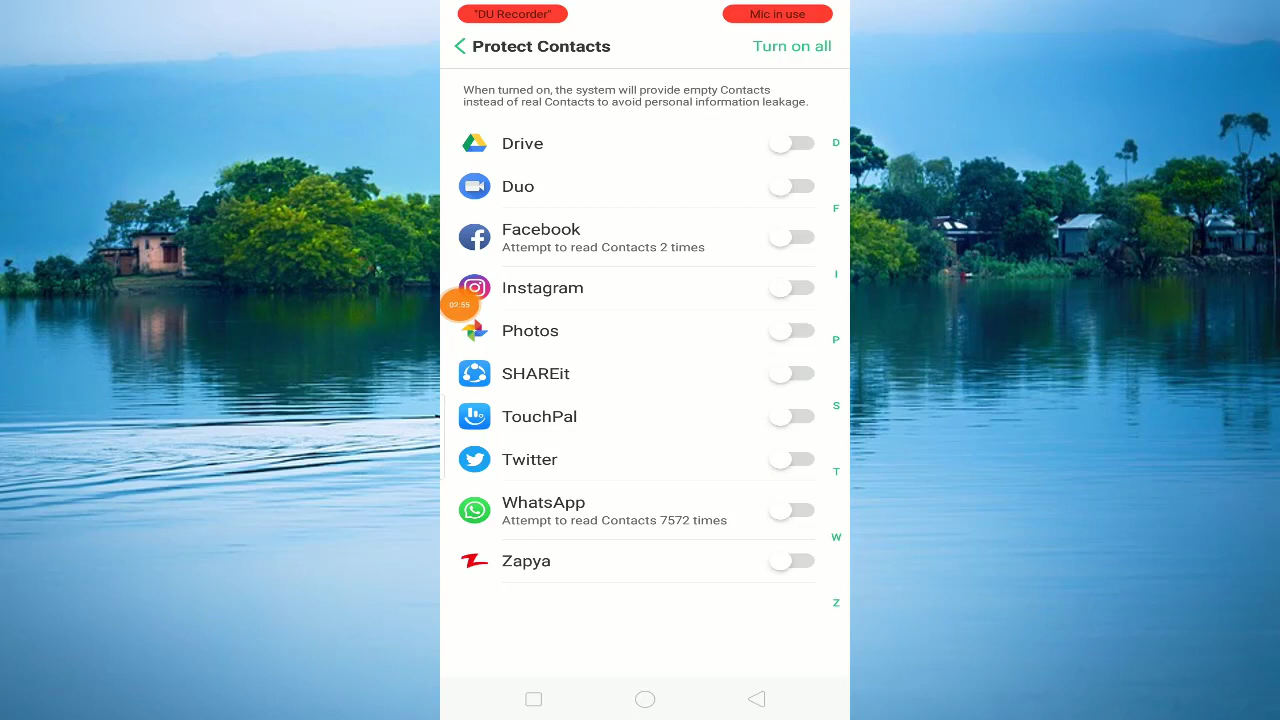 "DU Recorder" Mic in use
Protect Contacts Turn on all
When turned on, the system will provide empty Contacts
instead of real Contacts to avoid personal information leakage.
Drive
D
Duo
F
Facebook
Attempt to read Contacts 2 times
I
Instagram
02:55
Photos
P
SHAREit
S
TouchPal
Twitter
T
WhatsApp
Attempt to read Contacts 7572 times
W
Zapya
Z